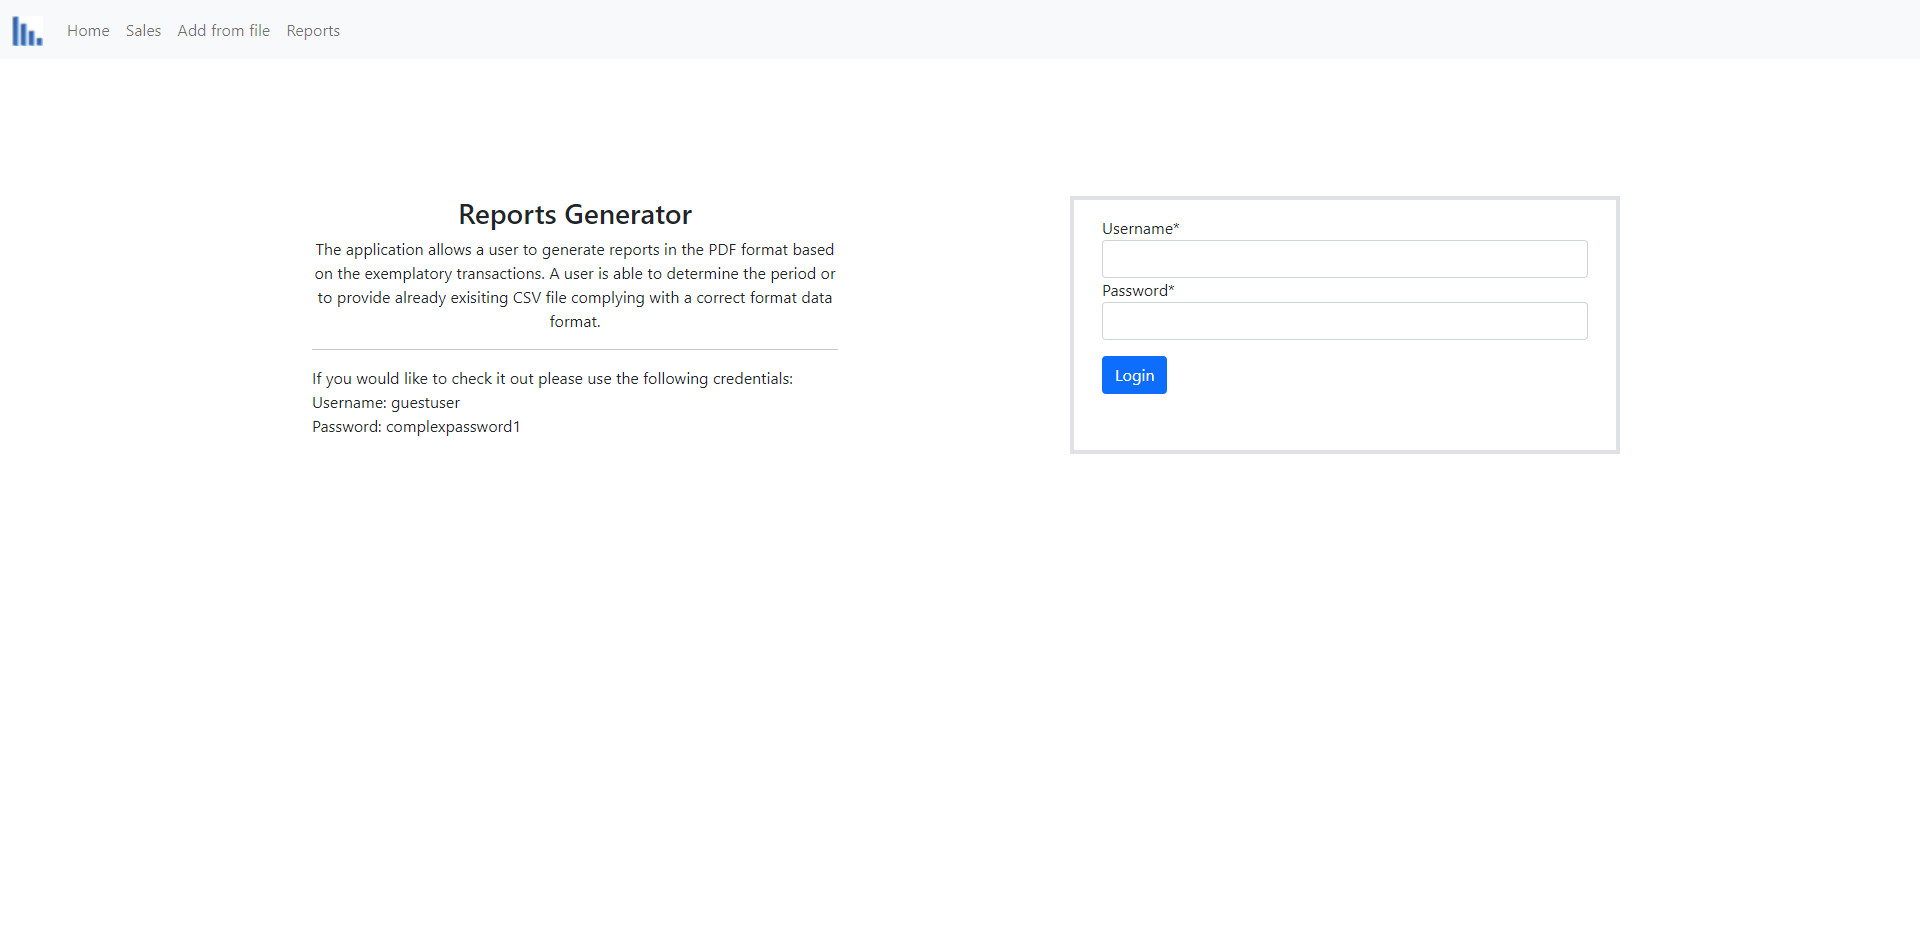 Home Sales Add from file Reports
Reports Generator
The application allows a user to generate reports in the PDF format based
on the exemplatory transactions. A user is able to determine the period or
to provide already exisiting CSV file complying with a correct format data
format.
If you would like to check it out please use the following credentials:
Username: guestuser
Password: complexpassword1
Username*
Password*
Login